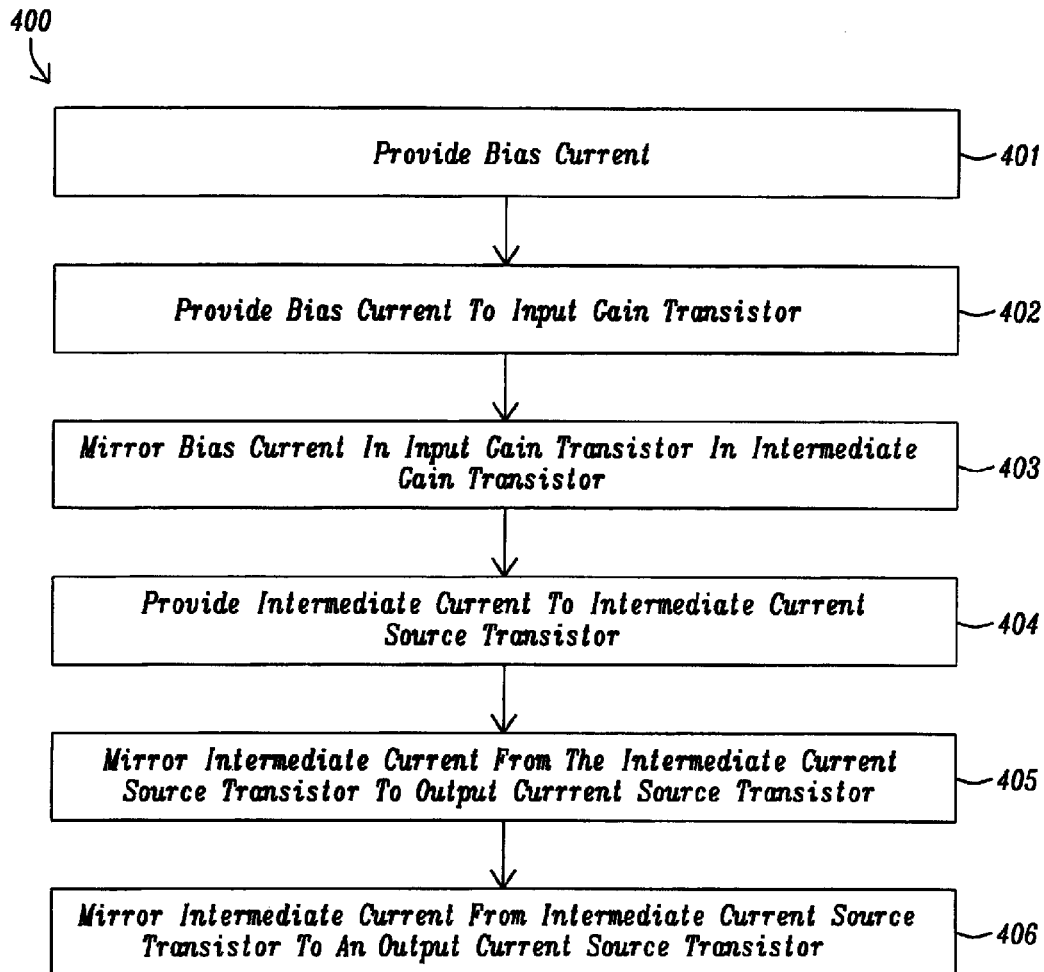 400
Provide Bias Current
401
Provide Bias Current To Input Gain Transistor
402
Mirror Bias Current In Input Gain Transistor In Intermediate
Gain Transistor
403
Provide Intermediate Current To Intermediate Current
Source Transistor
404
Mirror Intermediate Current From The Intermediate Current
Source Transistor To Output Currrent Source Transistor
405
Mirror Intermediate Current From Intermediate Current Source
Transistor To An Output Current Source Transistor
406